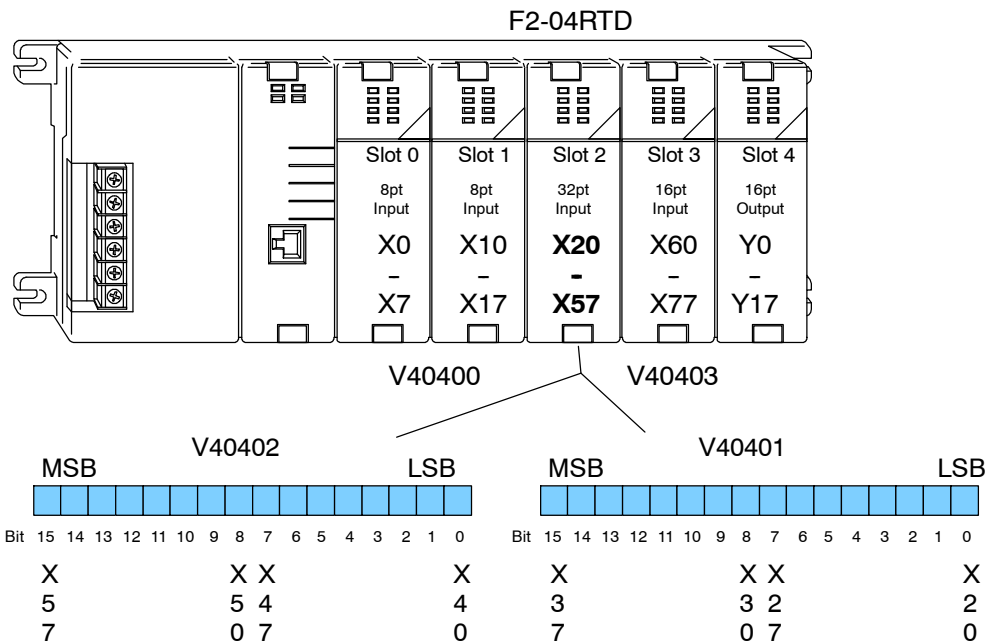 F2-04RTD
Slot 0 Slot 1 Slot 2 Slot 3 Slot 4
8pt 8pt 32pt 16pt 16pt
Input Input Input Input Output
X0 X10 X20 X60 Y0
- - - - -
X7 X17 X57 X77 Y17
V40400 V40403
V40402 V40401
MSB LSB MSB LSB
Bit 15 14 13 12 11 10 9 8 7 6 5 4 3 2 1 0 Bit 15 14 13 12 11 10 9 8 7 6 5 4 3 2 1 0
X X X X X X X X
5 5 4 4 3 3 2 2
7 0 7 0 7 0 7 0